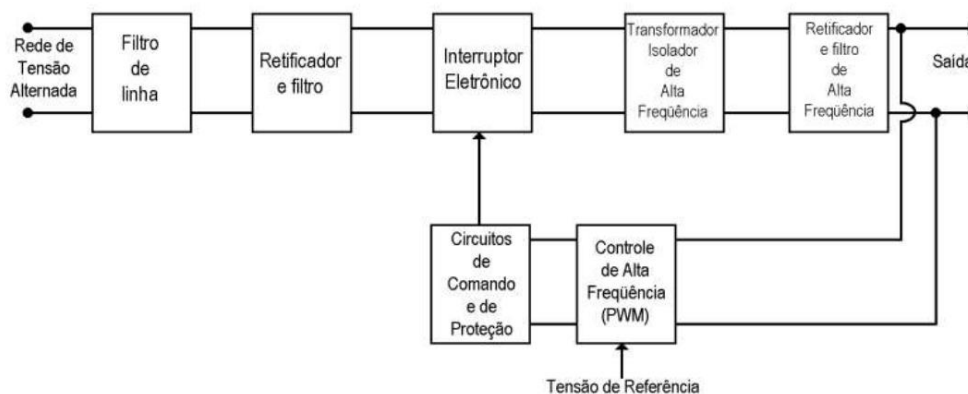 Rede de
Tensão
Alternada
Filtro
de
linha
Retificador
e filtro
Interruptor
Eletrônico
Transformador
Isolador
de
Alta
Freqüência
Retificador
e filtro
de
Alta
Freqüência
Saída
Circuitos
de
Comando
e de
Proteção
Controle
de Alta
Freqüência
(PWM)
Tensão de Referência